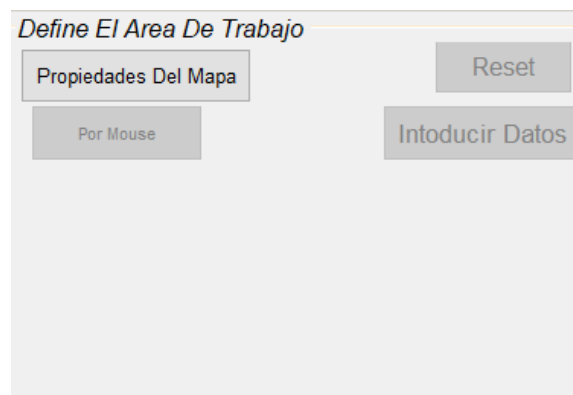 Define El Area De Trabajo
Propiedades Del Mapa
Reset
Por Mouse
Intoducir Datos